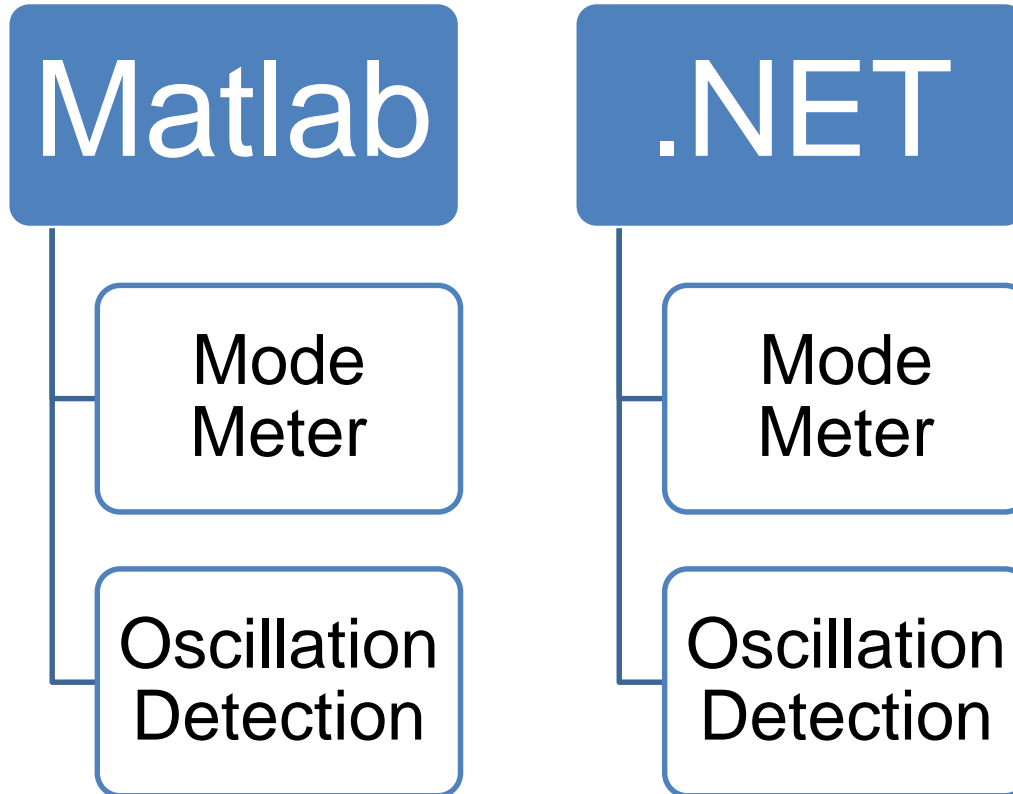 Matlab
Mode
Meter
Oscillation
Detection
.NET
Mode
Meter
Oscillation
Detection